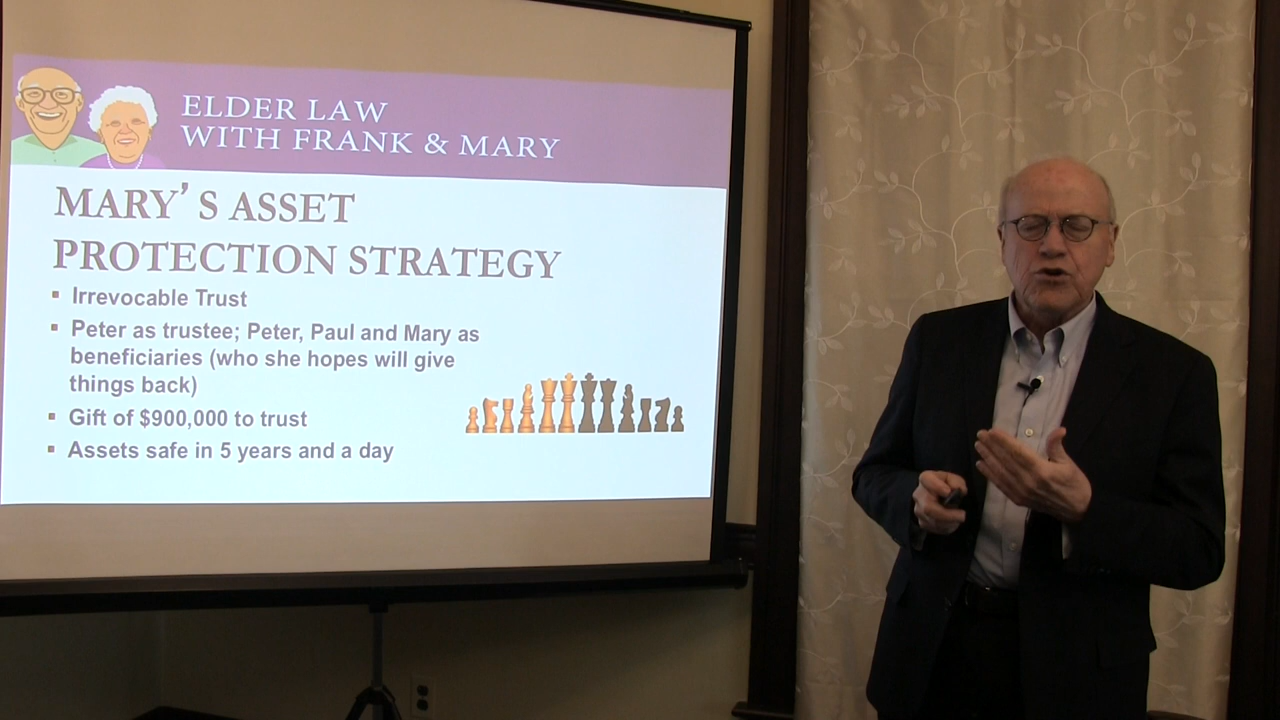 ELDER LAW
WITH FRANK & MARY
MARY’S ASSET
PROTECTION STRATEGY
▪ Irrevocable Trust
▪ Peter as trustee; Peter, Paul and Mary as
beneficiaries (who she hopes will give
things back)
▪ Gift of $900,000 to trust
▪ Assets safe in 5 years and a day